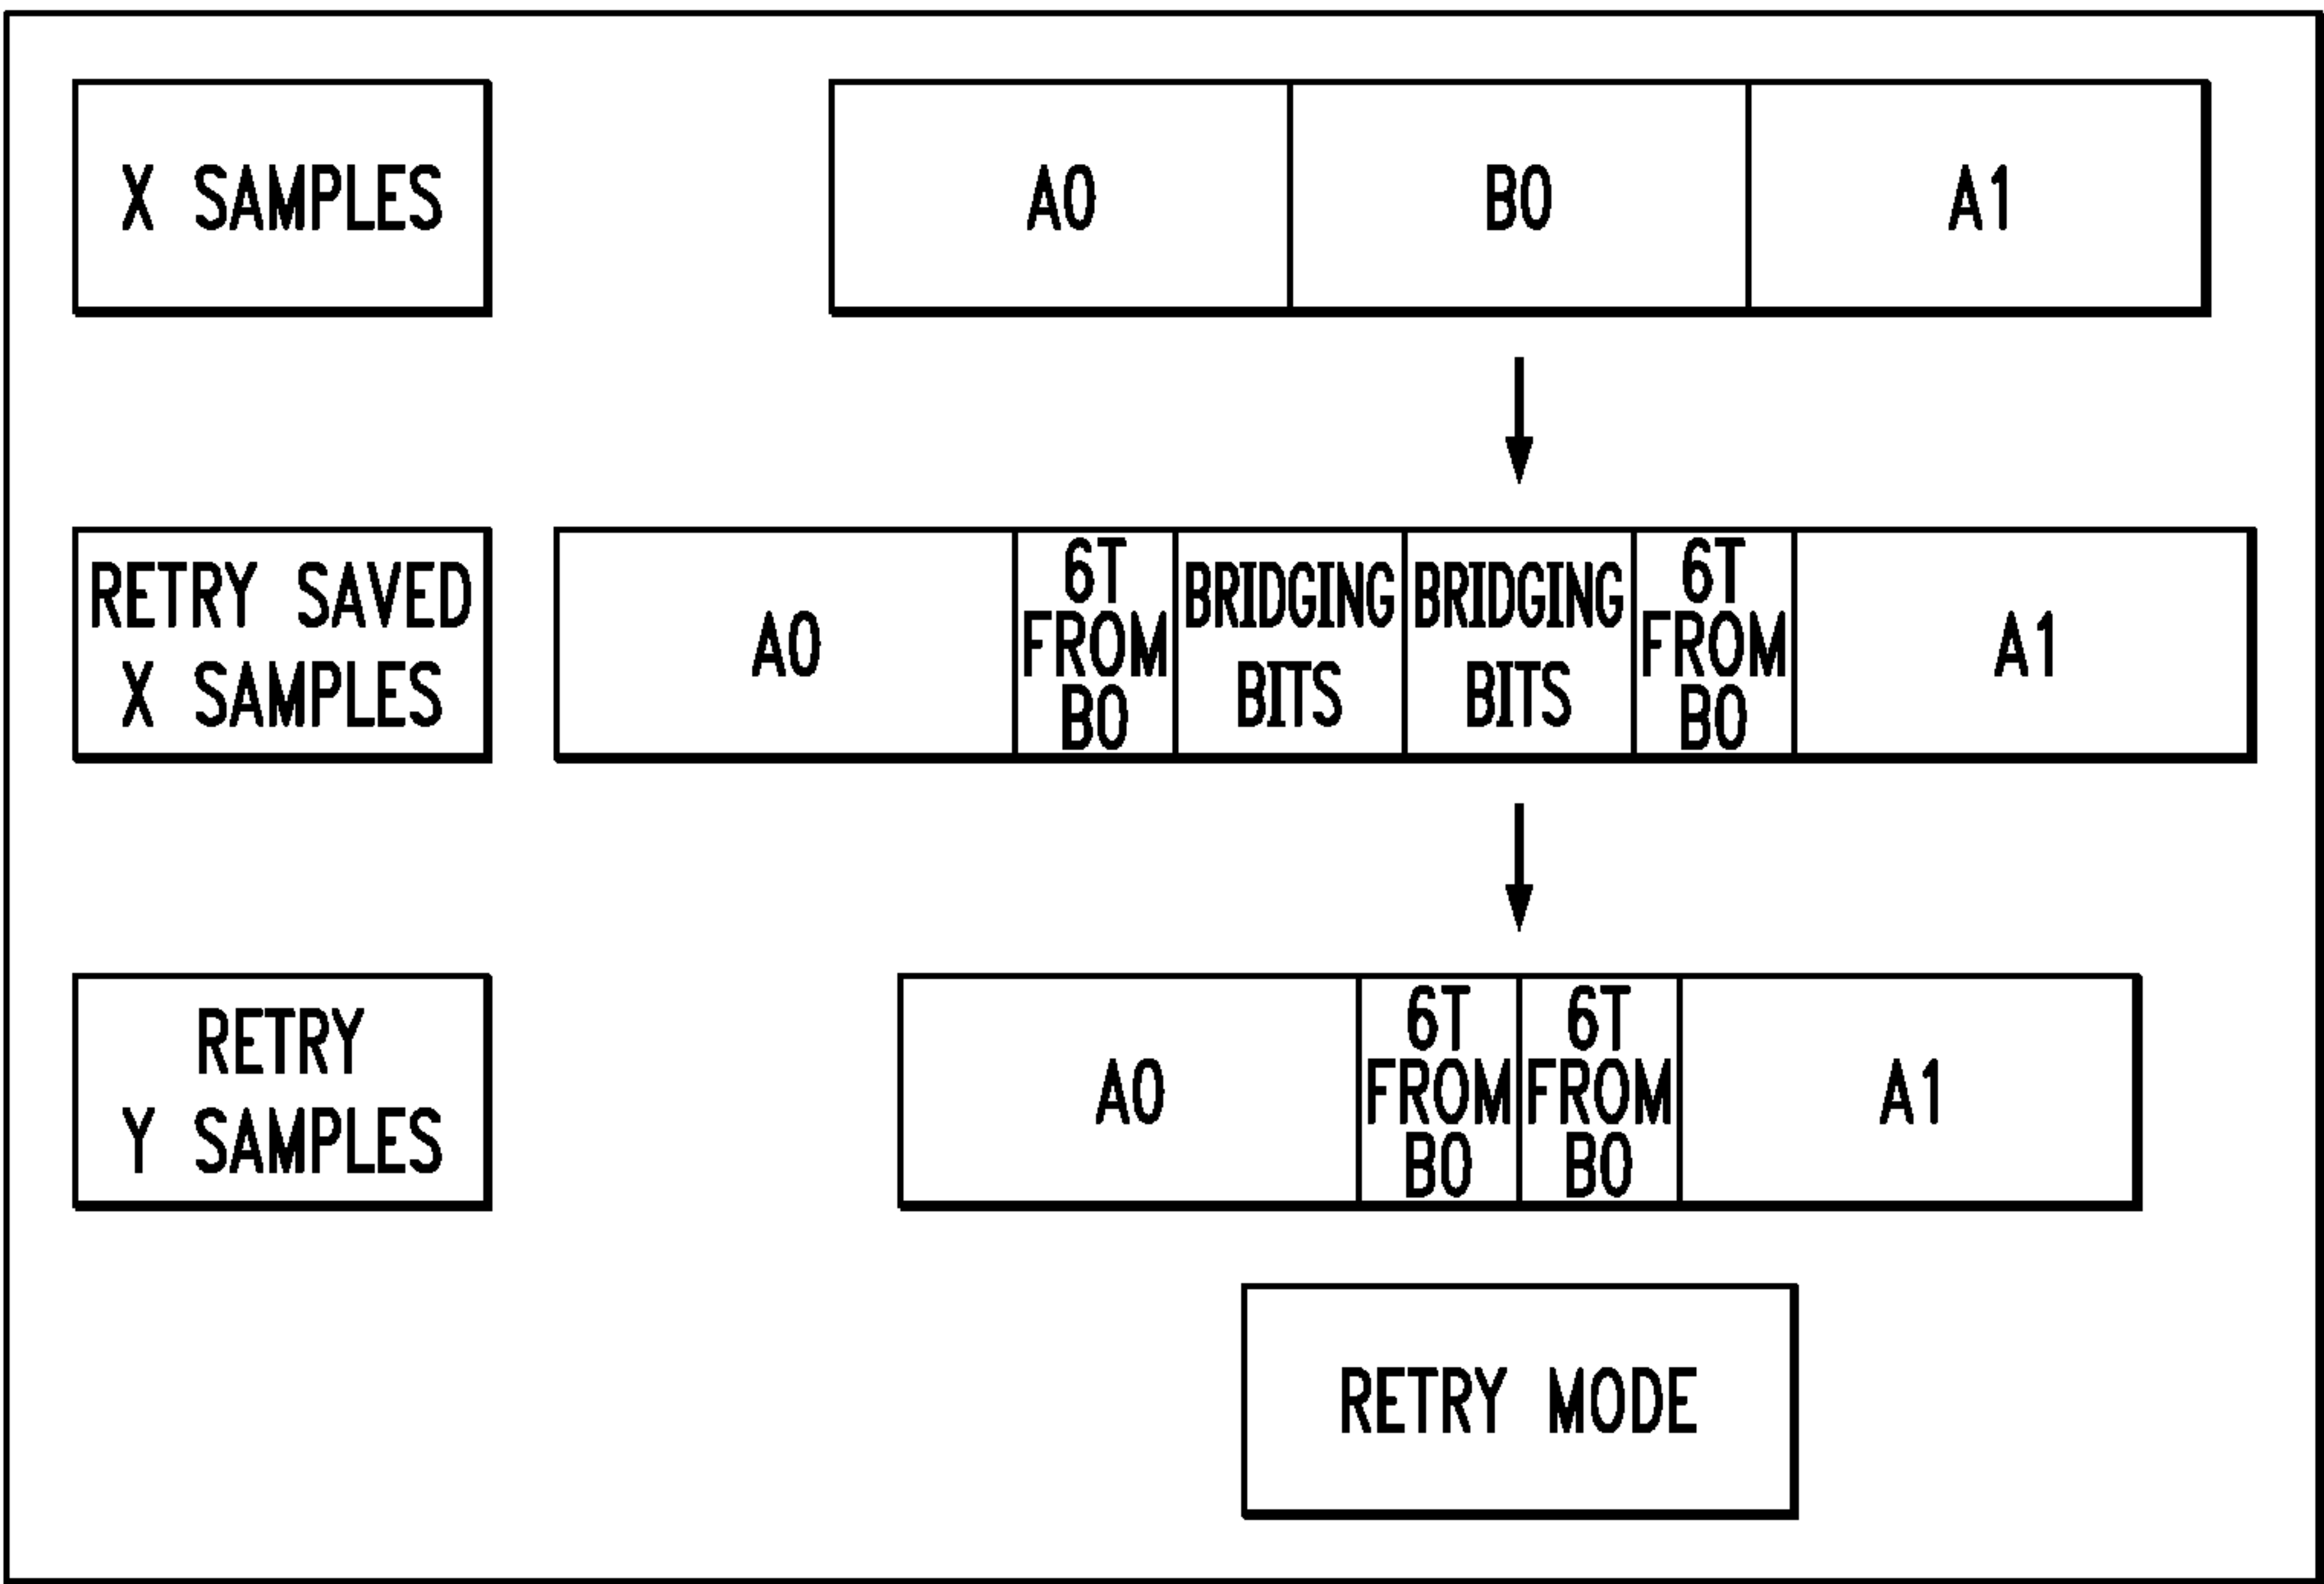 X SAMPLES
A0
B0
A1
RETRY SAVED
X SAMPLES
A0
6T
FROM
B0
BRIDGING
BITS
BRIDGING
BITS
6T
FROM
B0
A1
RETRY
Y SAMPLES
A0
6T
FROM
B0
6T
FROM
B0
A1
RETRY MODE